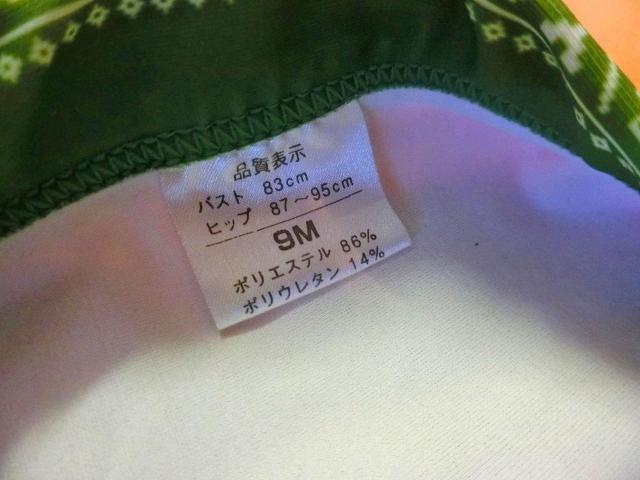 品質表示
バスト 83cm
ヒップ 87〜95cm
9M
ポリエステル 86%
ポリウレタン 14%